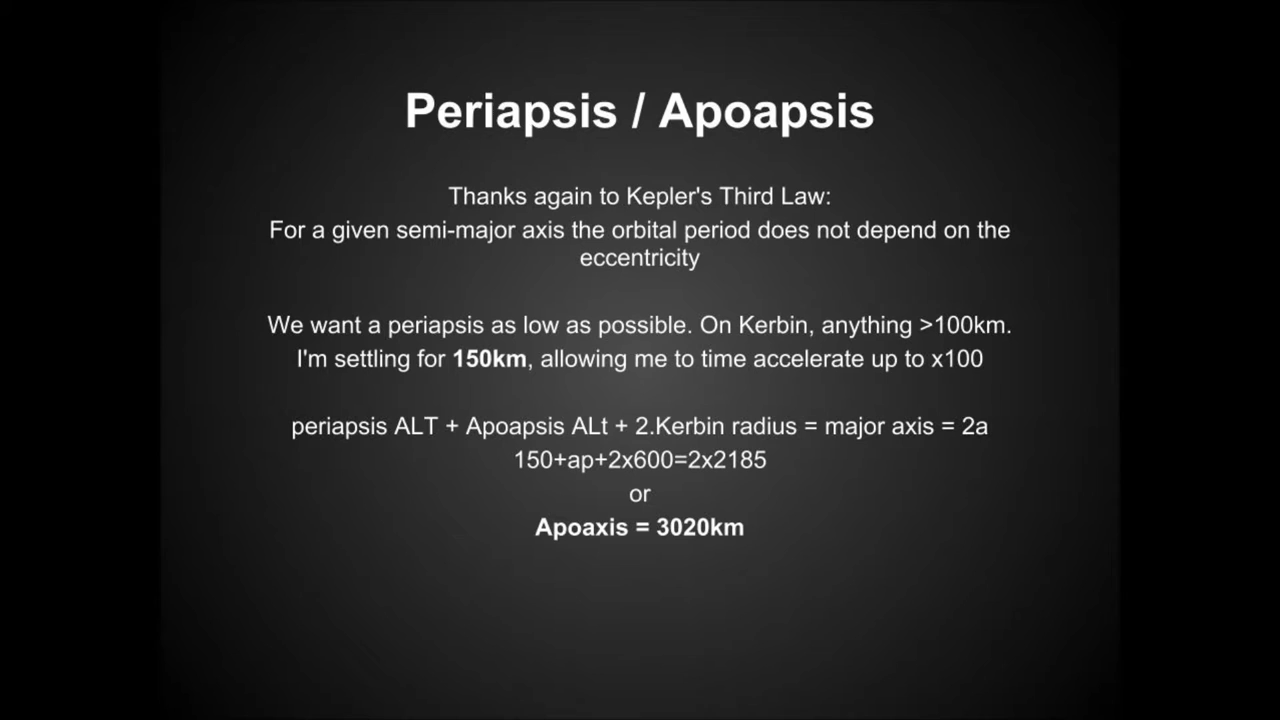 Periapsis / Apoapsis
Thanks again to Kepler's Third Law:
For a given semi-major axis the orbital period does not depend on the
eccentricity
We want a periapsis as low as possible. On Kerbin, anything >100km.
I'm settling for 150km, allowing me to time accelerate up to x100
periapsis ALT + Apoapsis ALt + 2.Kerbin radius = major axis = 2a
150+ap+2x600=2x2185
or
Apoaxis = 3020km